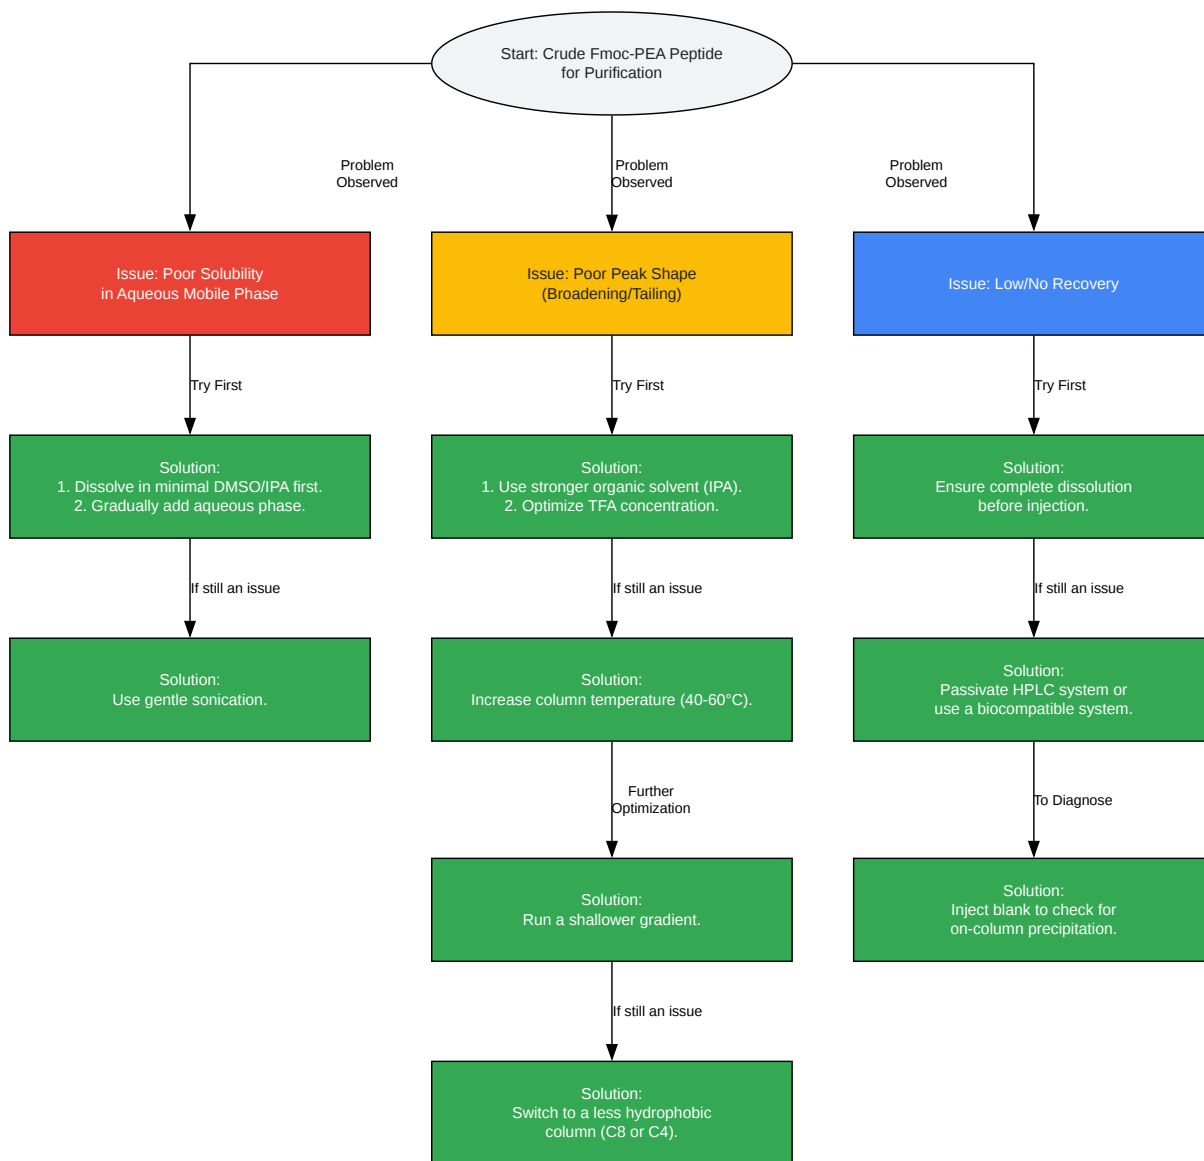 Start: Crude Fmoc-PEA Peptide
for Purification
Problem
Observed
Problem
Observed
Problem
Observed
Issue: Poor Solubility
in Aqueous Mobile Phase
Issue: Poor Peak Shape
(Broadening/Tailing)
Issue: Low/No Recovery
Try First
Try First
Try First
Solution:
1. Dissolve in minimal DMSO/IPA first.
2. Gradually add aqueous phase.
Solution:
1. Use stronger organic solvent (IPA).
2. Optimize TFA concentration.
Solution:
Ensure complete dissolution
before injection.
If still an issue
If still an issue
If still an issue
Solution:
Use gentle sonication.
Solution:
Increase column temperature (40-60°C).
Solution:
Passivate HPLC system or
use a biocompatible system.
Further
Optimization
To Diagnose
Solution:
Run a shallower gradient.
Solution:
Inject blank to check for
on-column precipitation.
If still an issue
Solution:
Switch to a less hydrophobic
column (C8 or C4).